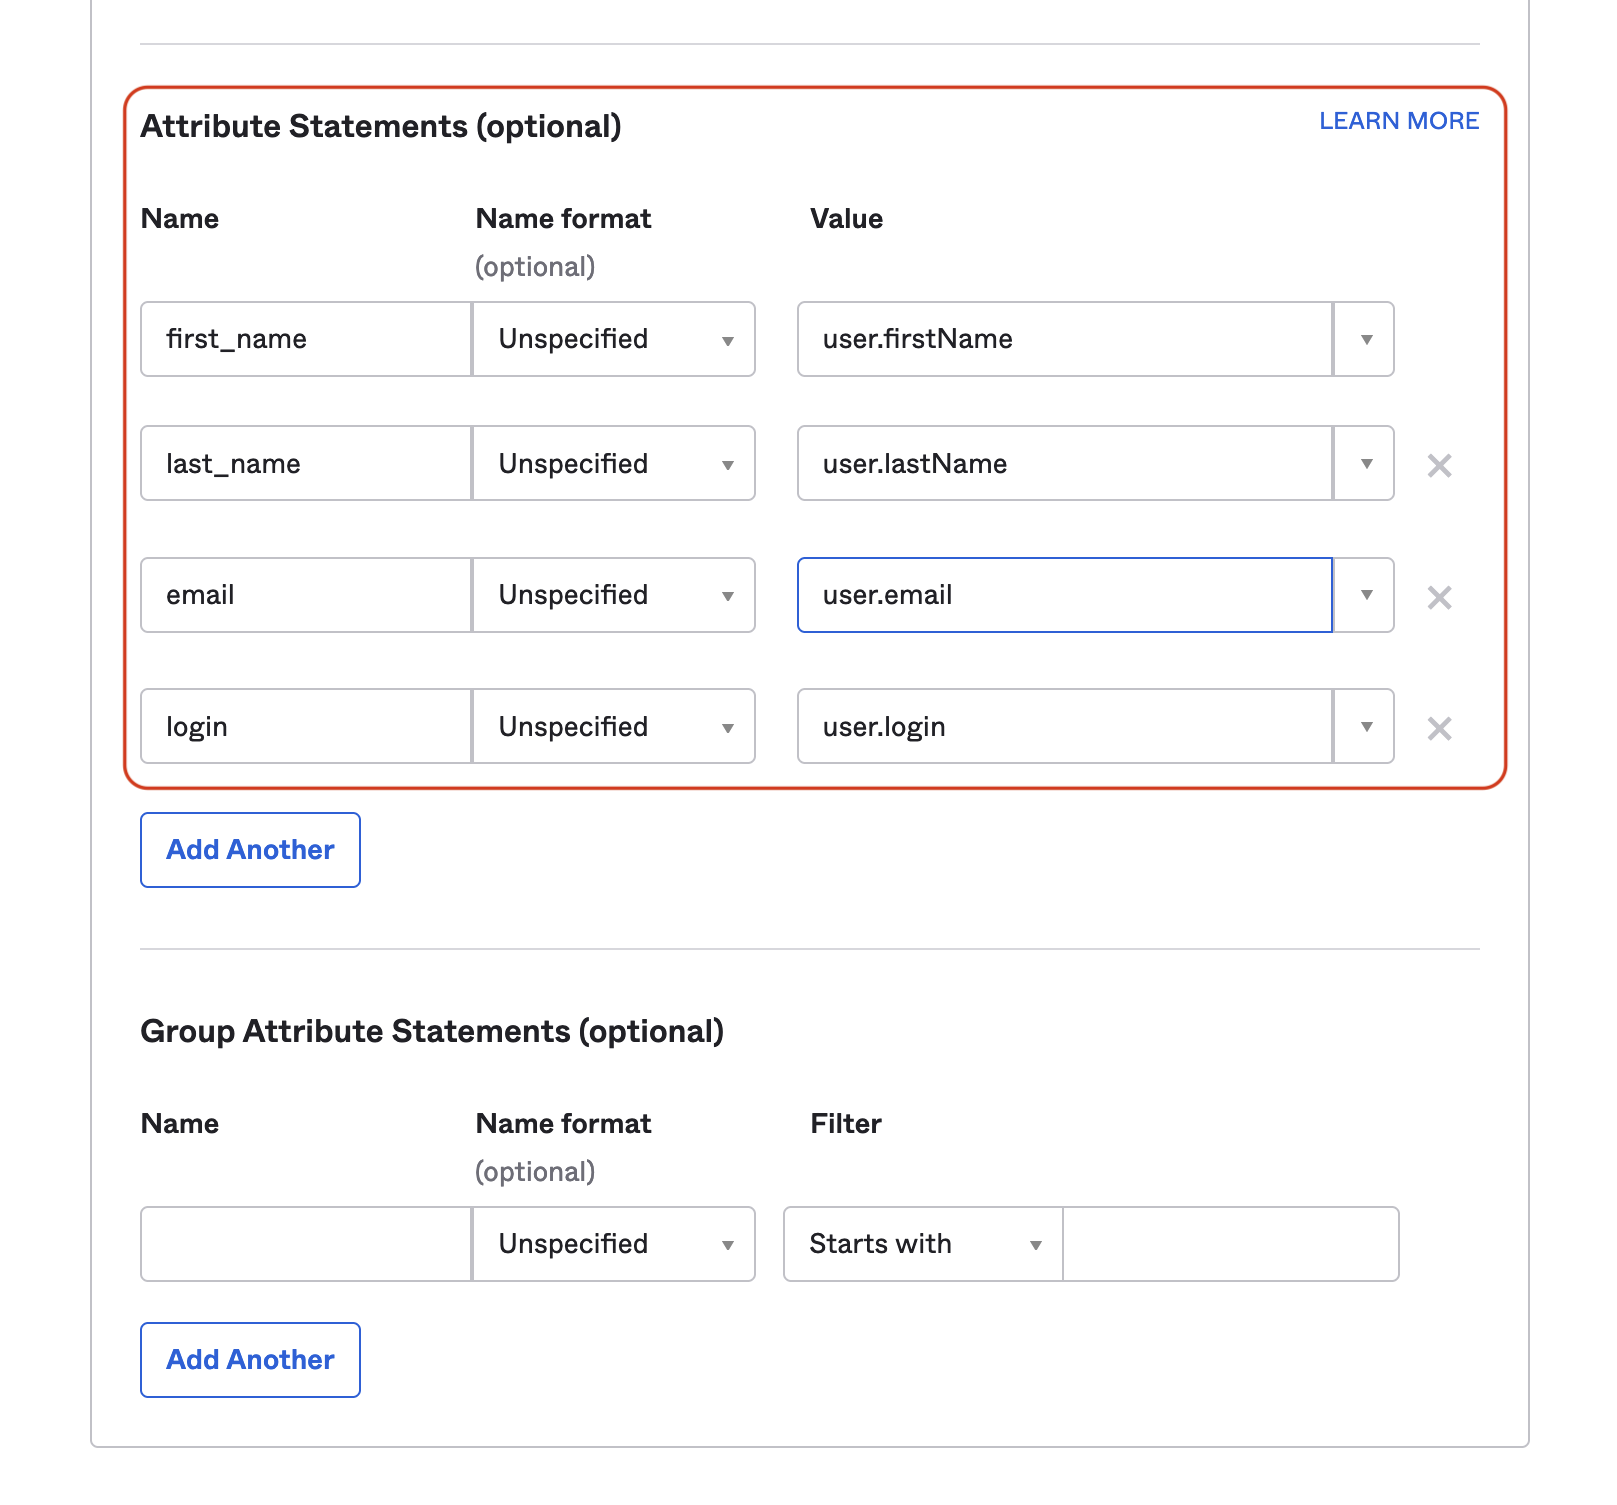 Attribute Statements (optional)
LEARN MORE
Name
Name format
Value
(optional)
first_name
Unspecified
user.firstName
last_name
Unspecified
user.lastName
email
Unspecified
user.email
login
Unspecified
user.login
Add Another
Group Attribute Statements (optional)
Name
Name format
Filter
(optional)
Unspecified
Starts with
Add Another